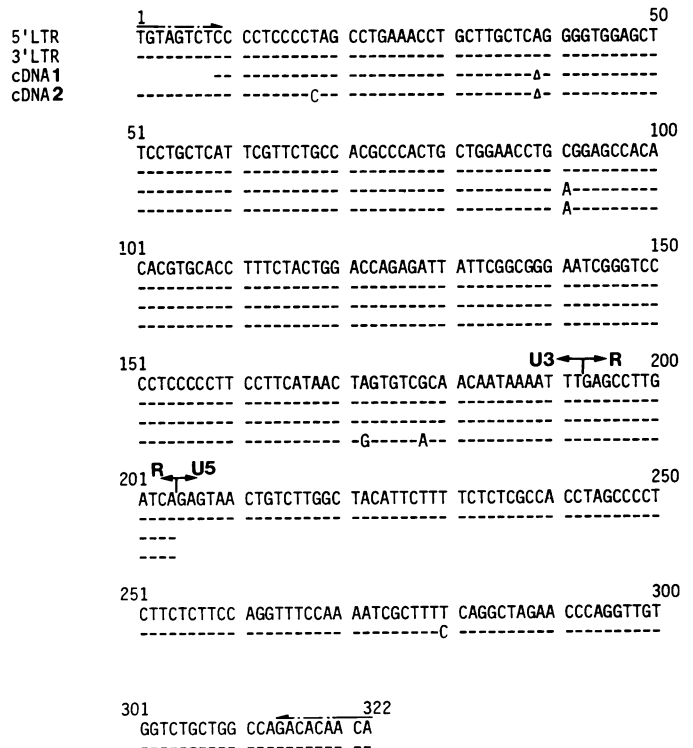 1 50
5'LTR TGTAGTCTCC CCTCCCCTAG CCTGAAACCT GCTTGCTCAG GGGTGGAGCT
3'LTR ---------- ---------- ---------- ---------- ----------
cDNA1 -- ---------- ---------- --------Δ- ----------
cDNA2 ---------- -------C-- ---------- --------Δ- ----------
51 100
TCCTGCTCAT TCGTTCTGCC ACGCCCACTG CTGGAACCTG CGGAGCCACA
---------- ---------- ---------- ---------- ----------
---------- ---------- ---------- ---------- A---------
---------- ---------- ---------- ---------- A---------
101 150
CACGTGCACC TTTCTACTGG ACCAGAGATT ATTCGGCGGG AATCGGGTCC
---------- ---------- ---------- ---------- ----------
---------- ---------- ---------- ---------- ----------
---------- ---------- ---------- ---------- ----------
151 U3 R 200
CCTCCCCCTT CCTTCATAAC TAGTGTCGCA ACAATAAAAT TTGAGCCTTG
---------- ---------- ---------- ---------- ----------
---------- ---------- ---------- ---------- ----------
---------- ---------- -G-----A-- ---------- ----------
201 R U5 250
ATCAGAGTAA CTGTCTTGGC TACATTCTTT TCTCTCGCCA CCTAGCCCCT
---------- ---------- ---------- ---------- ----------
----
----
251 300
CTTCTCTTCC AGGTTTCCAA AATCGCTTTT CAGGCTAGAA CCCAGGTTGT
---------- ---------- ---------C ---------- ----------
301 322
GGTCTGCTGG CCAGACACAA CA
---------- ---------- --